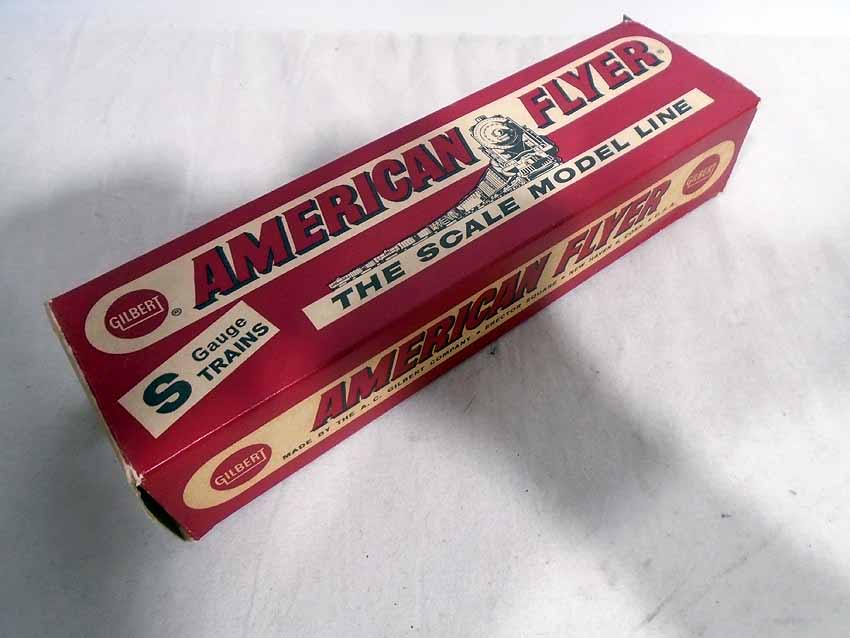 GILBERT ® AMERICAN FLYER ®
S Gauge TRAINS
THE SCALE MODEL LINE
GILBERT AMERICAN FLYER GILBERT
MADE BY THE A. C. GILBERT COMPANY • ERECTOR SQUARE • NEW HAVEN 6, CONN. • U.S.A.